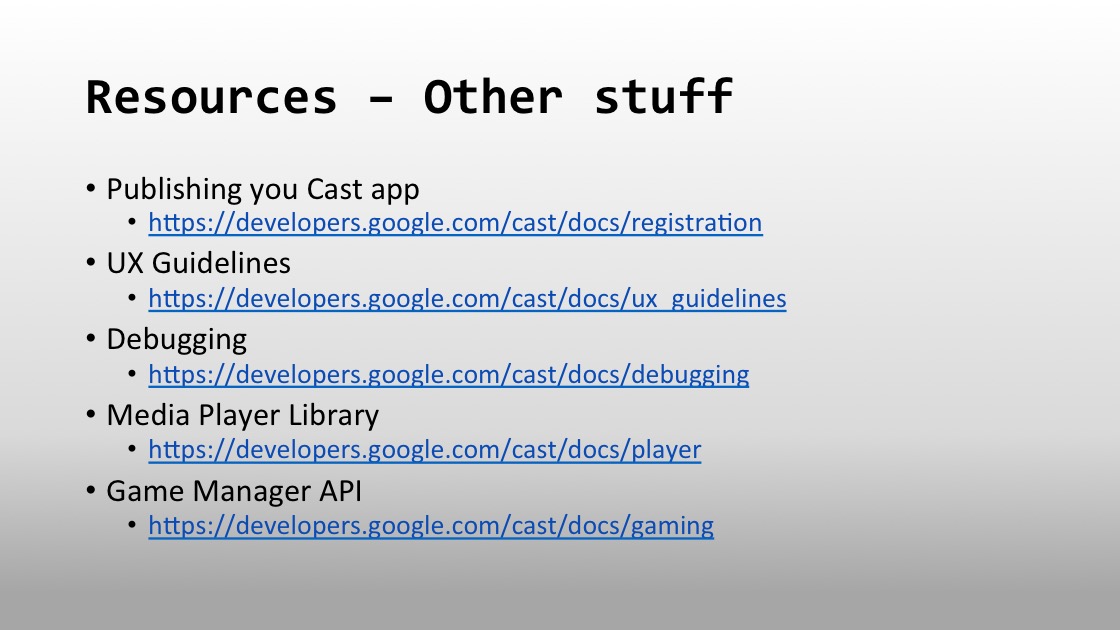 Resources – Other stuff
• Publishing you Cast app
• https://developers.google.com/cast/docs/registration
• UX Guidelines
• https://developers.google.com/cast/docs/ux_guidelines
• Debugging
• https://developers.google.com/cast/docs/debugging
• Media Player Library
• https://developers.google.com/cast/docs/player
• Game Manager API
• https://developers.google.com/cast/docs/gaming